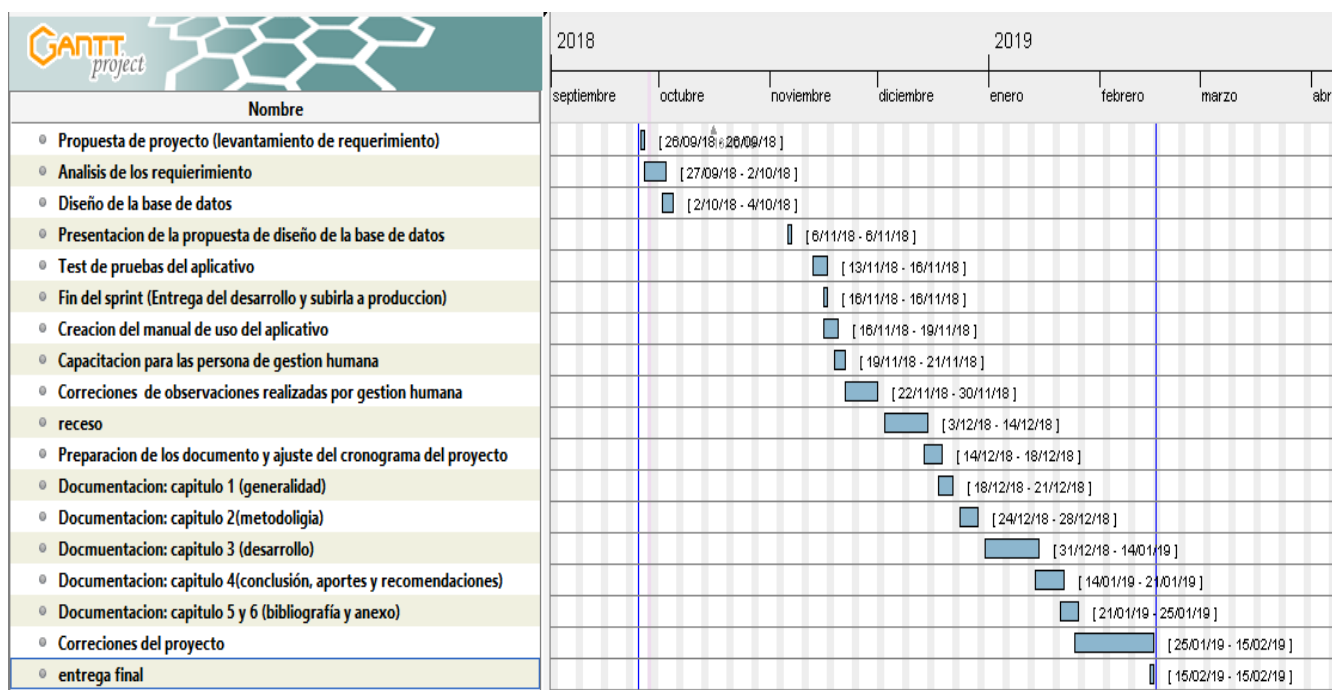 GANTT
project
2018 2019
septiembre octubre noviembre diciembre enero febrero marzo abr
Nombre
Propuesta de proyecto (levantamiento de requerimiento) [ 26/09/18 - 26/09/18 ]
Analisis de los requierimiento [ 27/09/18 - 2/10/18 ]
Diseño de la base de datos [ 2/10/18 - 4/10/18 ]
Presentacion de la propuesta de diseño de la base de datos [ 6/11/18 - 6/11/18 ]
Test de pruebas del aplicativo [ 13/11/18 - 16/11/18 ]
Fin del sprint (Entrega del desarrollo y subirla a produccion) [ 16/11/18 - 16/11/18 ]
Creacion del manual de uso del aplicativo [ 16/11/18 - 19/11/18 ]
Capacitacion para las persona de gestion humana [ 19/11/18 - 21/11/18 ]
Correciones de observaciones realizadas por gestion humana [ 22/11/18 - 30/11/18 ]
receso [ 3/12/18 - 14/12/18 ]
Preparacion de los documento y ajuste del cronograma del proyecto [ 14/12/18 - 18/12/18 ]
Documentacion: capitulo 1 (generalidad) [ 18/12/18 - 21/12/18 ]
Documentacion: capitulo 2(metodoligia) [ 24/12/18 - 28/12/18 ]
Docmuentacion: capitulo 3 (desarrollo) [ 31/12/18 - 14/01/19 ]
Documentacion: capitulo 4(conclusión, aportes y recomendaciones) [ 14/01/19 - 21/01/19 ]
Documentacion: capitulo 5 y 6 (bibliografía y anexo) [ 21/01/19 - 25/01/19 ]
Correciones del proyecto [ 25/01/19 - 15/02/19 ]
entrega final [ 15/02/19 - 15/02/19 ]